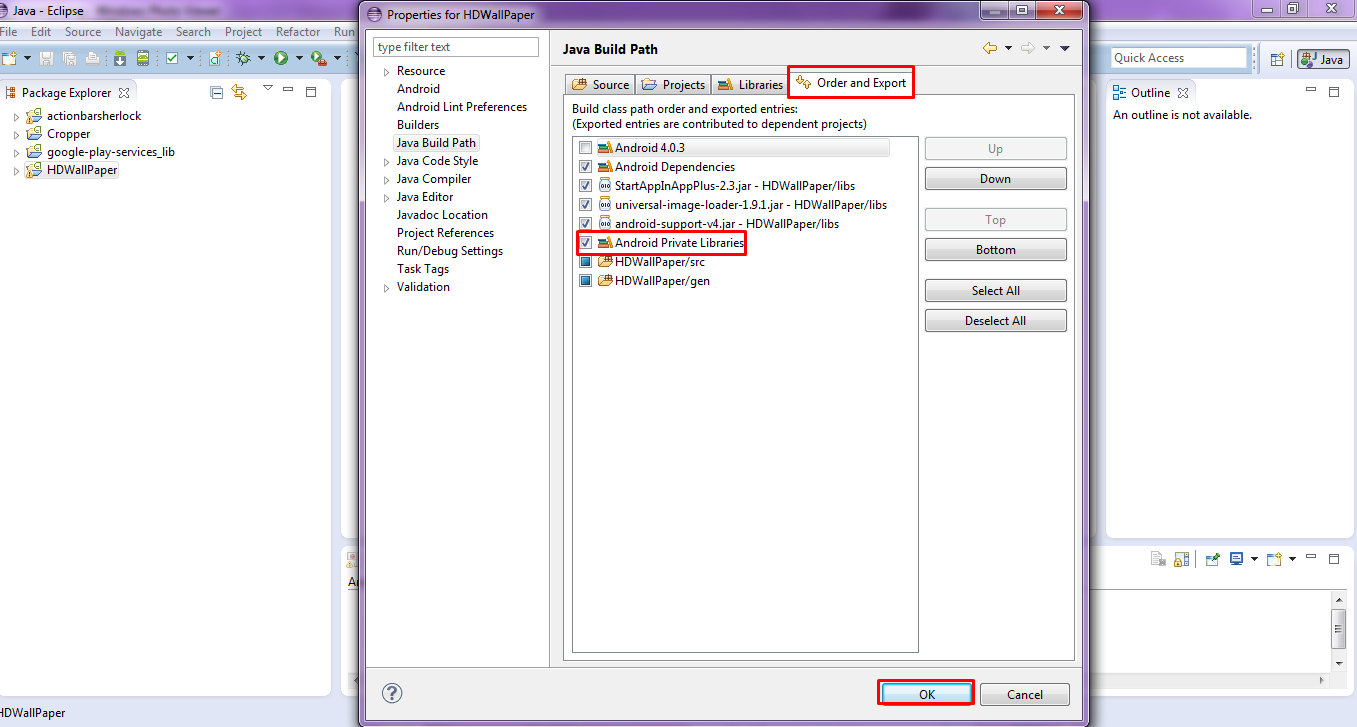 Java - Eclipse
Properties for HDWallPaper
File Edit Source Navigate Search Project Refactor Run
Quick Access
Java
type filter text
Java Build Path
Resource
Android
Android Lint Preferences
Builders
Java Build Path
Java Code Style
Java Compiler
Java Editor
Javadoc Location
Project References
Run/Debug Settings
Task Tags
Validation
Package Explorer
actionbarsherlock
Cropper
google-play-services_lib
HDWallPaper
Source Projects Libraries Order and Export
Build class path order and exported entries:
(Exported entries are contributed to dependent projects)
Android 4.0.3
Android Dependencies
StartAppInAppPlus-2.3.jar - HDWallPaper/libs
universal-image-loader-1.9.1.jar - HDWallPaper/libs
android-support-v4.jar - HDWallPaper/libs
Android Private Libraries
HDWallPaper/src
HDWallPaper/gen
Up
Down
Top
Bottom
Select All
Deselect All
Outline
An outline is not available.
OK
Cancel
HDWallPaper